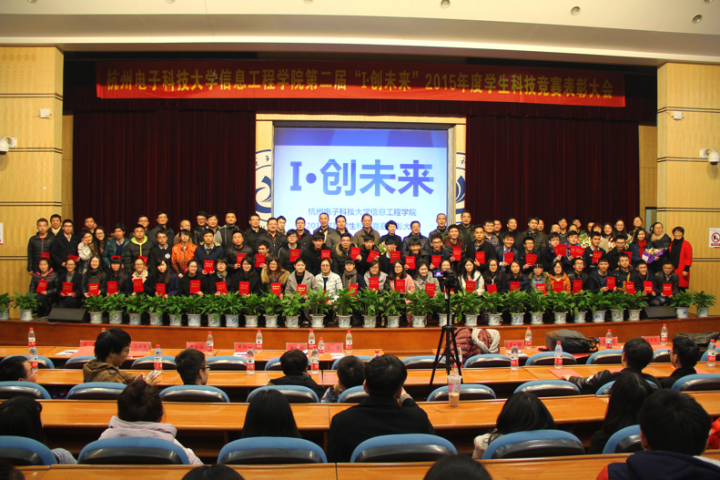 杭州电子科技大学信息工程学院第二届“I·创未来”2015年度学生科技竞赛表彰大会
I·创未来
杭州电子科技大学信息工程学院